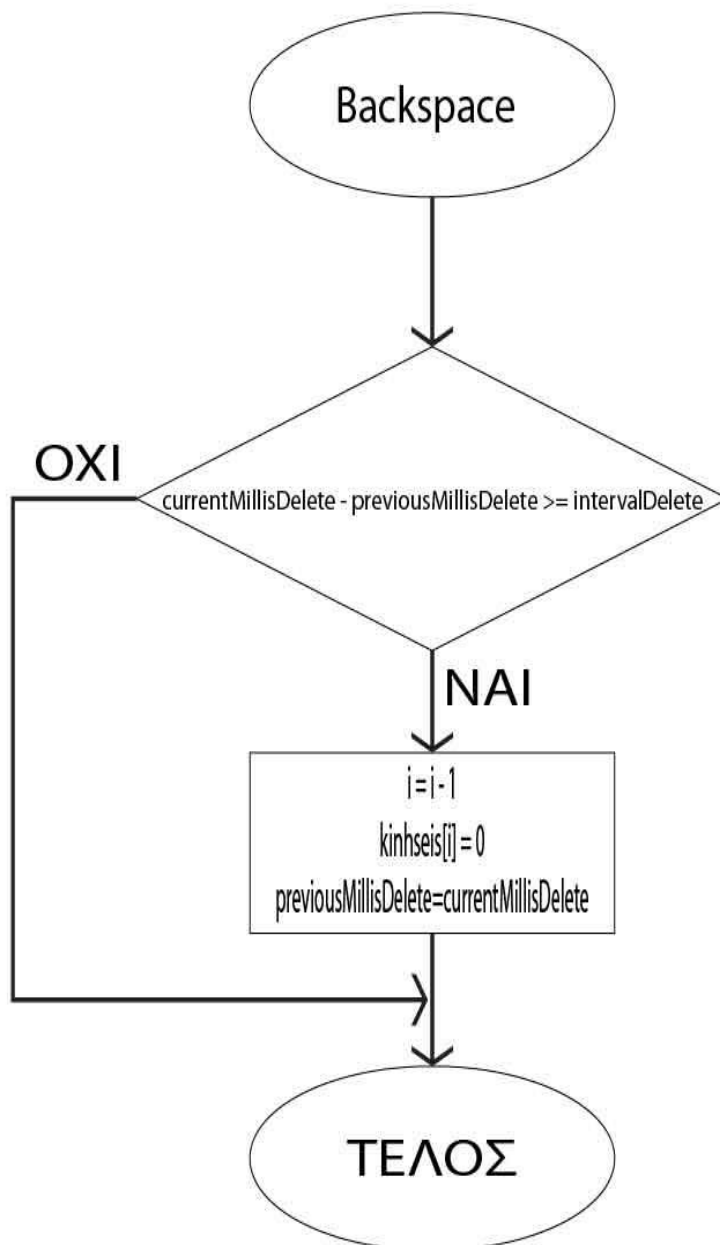 Backspace
ΟΧΙ
currentMillisDelete - previousMillisDelete >= intervalDelete
ΝΑΙ
i = i - 1
kinhseis[i] = 0
previousMillisDelete=currentMillisDelete
ΤΕΛΟΣ